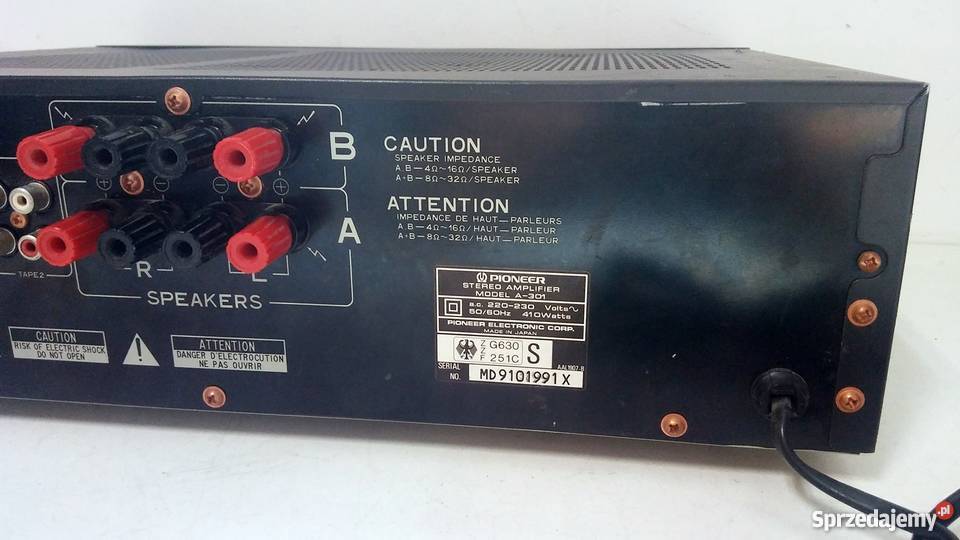 B
CAUTION
SPEAKER IMPEDANCE
A.B—4Ω~16Ω/SPEAKER
A+B—8Ω~32Ω/SPEAKER
+ − − +
A
ATTENTION
IMPEDANCE DE HAUT—PARLEURS
A.B—4Ω~16Ω/HAUT—PARLEUR
A+B—8Ω~32Ω/HAUT—PARLEUR
R L
SPEAKERS
TAPE2
CAUTION
RISK OF ELECTRIC SHOCK
DO NOT OPEN
!
ATTENTION
DANGER D'ELECTROCUTION
NE PAS OUVRIR
PIONEER
STEREO AMPLIFIER
MODEL A-301
a.c. 220-230 Volts~
50/60Hz 410Watts
PIONEER ELECTRONIC CORP.
MADE IN JAPAN
Z Z F G630 251C S
SERIAL NO. MD9101991X
AAL1907-B
Sprzedajemy.pl